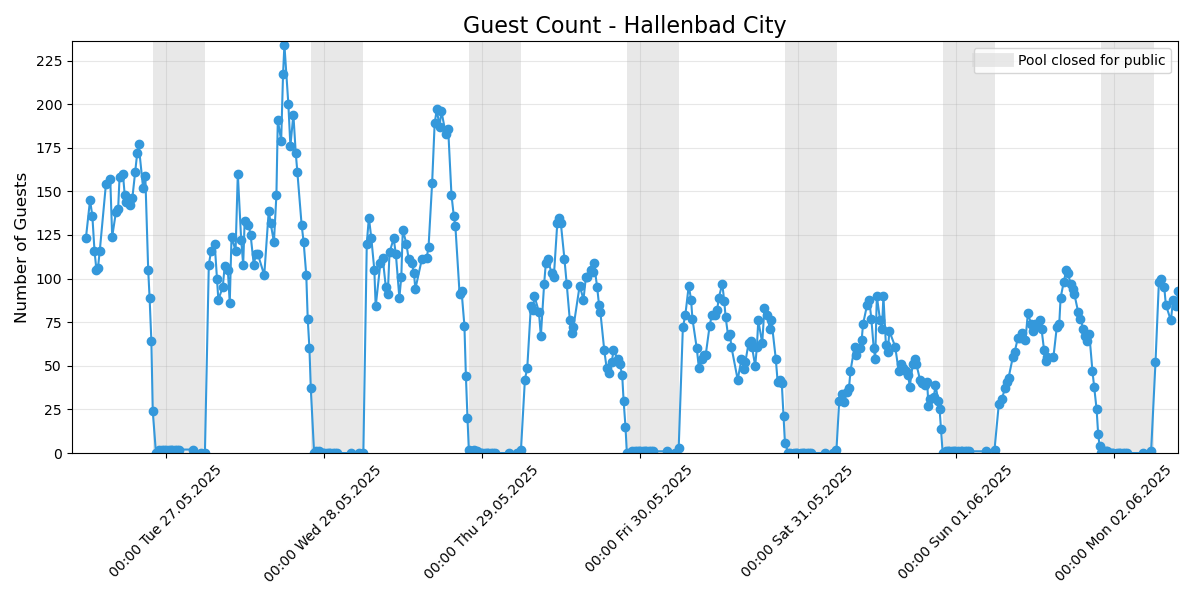 Guest Count - Hallenbad City
Pool closed for public
Number of Guests
225
200
175
150
125
100
75
50
25
0
00:00 Tue 27.05.2025
00:00 Wed 28.05.2025
00:00 Thu 29.05.2025
00:00 Fri 30.05.2025
00:00 Sat 31.05.2025
00:00 Sun 01.06.2025
00:00 Mon 02.06.2025